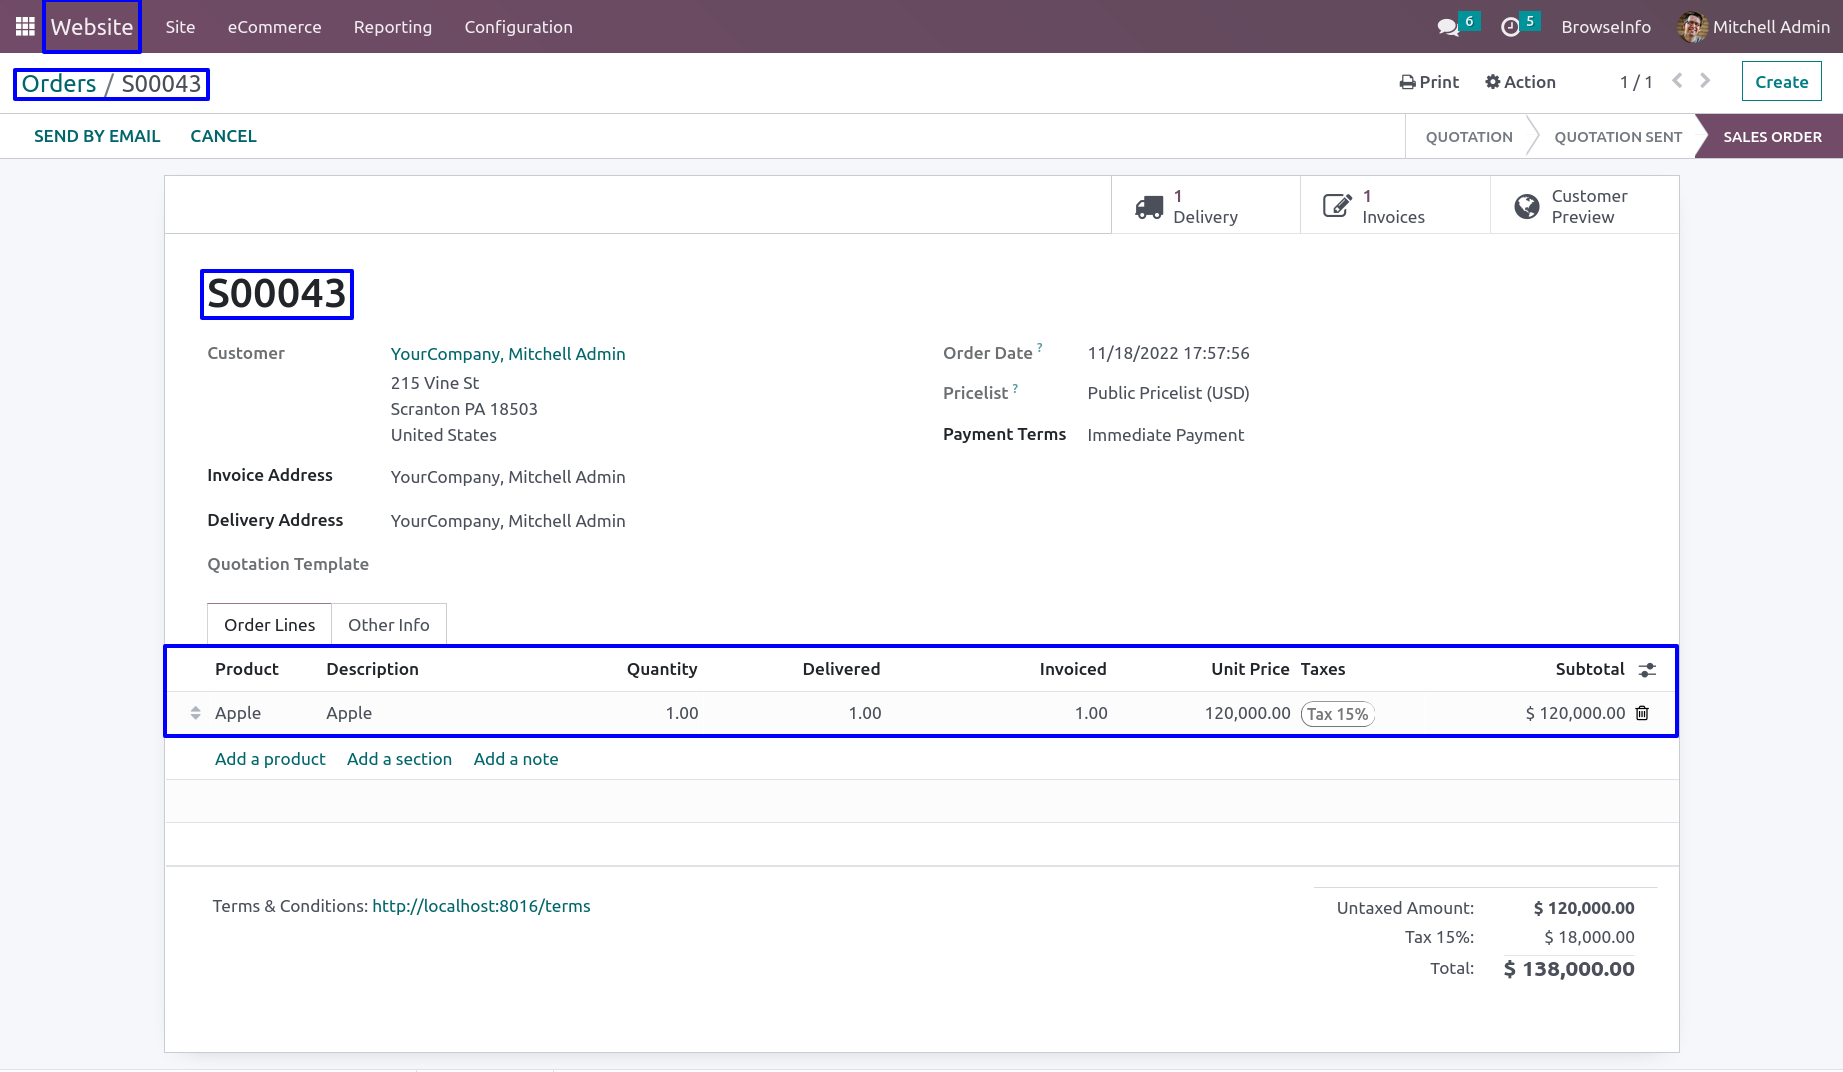 Website Site eCommerce Reporting Configuration 6 5 BrowseInfo Mitchell Admin
Orders / S00043 Print Action 1 / 1 Create
SEND BY EMAIL CANCEL QUOTATION QUOTATION SENT SALES ORDER
1 Delivery
1 Invoices
Customer Preview
S00043
Customer YourCompany, Mitchell Admin
215 Vine St
Scranton PA 18503
United States
Invoice Address YourCompany, Mitchell Admin
Delivery Address YourCompany, Mitchell Admin
Quotation Template
Order Date ? 11/18/2022 17:57:56
Pricelist ? Public Pricelist (USD)
Payment Terms Immediate Payment
Order Lines Other Info
Product Description Quantity Delivered Invoiced Unit Price Taxes Subtotal
Apple Apple 1.00 1.00 1.00 120,000.00 Tax 15% $ 120,000.00
Add a product Add a section Add a note
Terms & Conditions: http://localhost:8016/terms
Untaxed Amount: $ 120,000.00
Tax 15%: $ 18,000.00
Total: $ 138,000.00